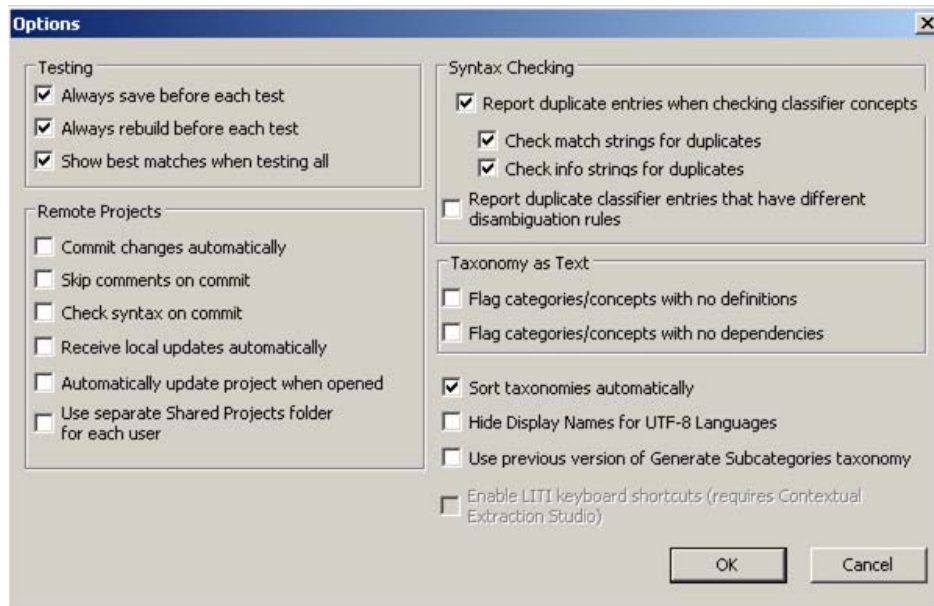 Options
Testing
Always save before each test
Always rebuild before each test
Show best matches when testing all
Remote Projects
Commit changes automatically
Skip comments on commit
Check syntax on commit
Receive local updates automatically
Automatically update project when opened
Use separate Shared Projects folder
for each user
Syntax Checking
Report duplicate entries when checking classifier concepts
Check match strings for duplicates
Check info strings for duplicates
Report duplicate classifier entries that have different
disambiguation rules
Taxonomy as Text
Flag categories/concepts with no definitions
Flag categories/concepts with no dependencies
Sort taxonomies automatically
Hide Display Names for UTF-8 Languages
Use previous version of Generate Subcategories taxonomy
Enable LITI keyboard shortcuts (requires Contextual
Extraction Studio)
OK
Cancel